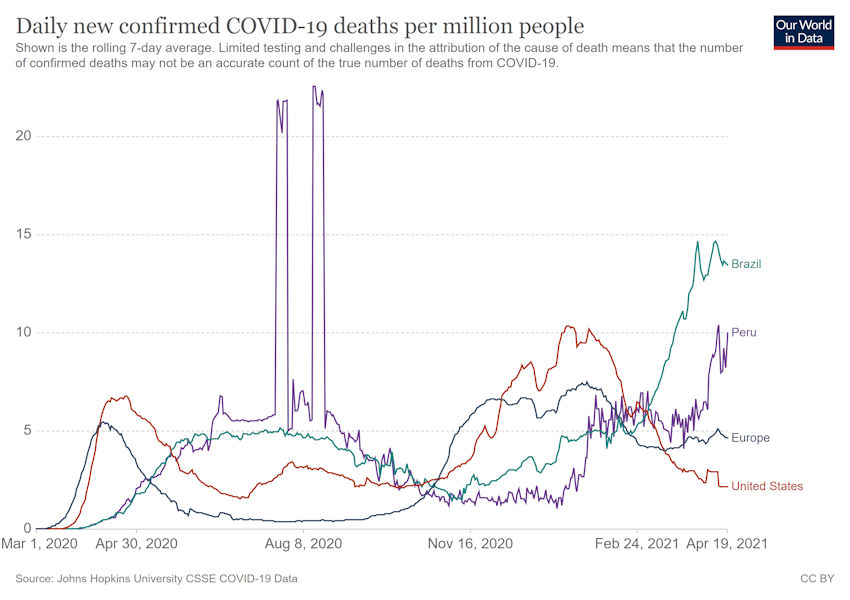 Daily new confirmed COVID-19 deaths per million people
Our World
in Data
Shown is the rolling 7-day average. Limited testing and challenges in the attribution of the cause of death means that the number
of confirmed deaths may not be an accurate count of the true number of deaths from COVID-19.
20
15
Brazil
10
Peru
5
Europe
United States
0
Mar 1, 2020
Apr 30, 2020
Aug 8, 2020
Nov 16, 2020
Feb 24, 2021
Apr 19, 2021
Source: Johns Hopkins University CSSE COVID-19 Data
CC BY